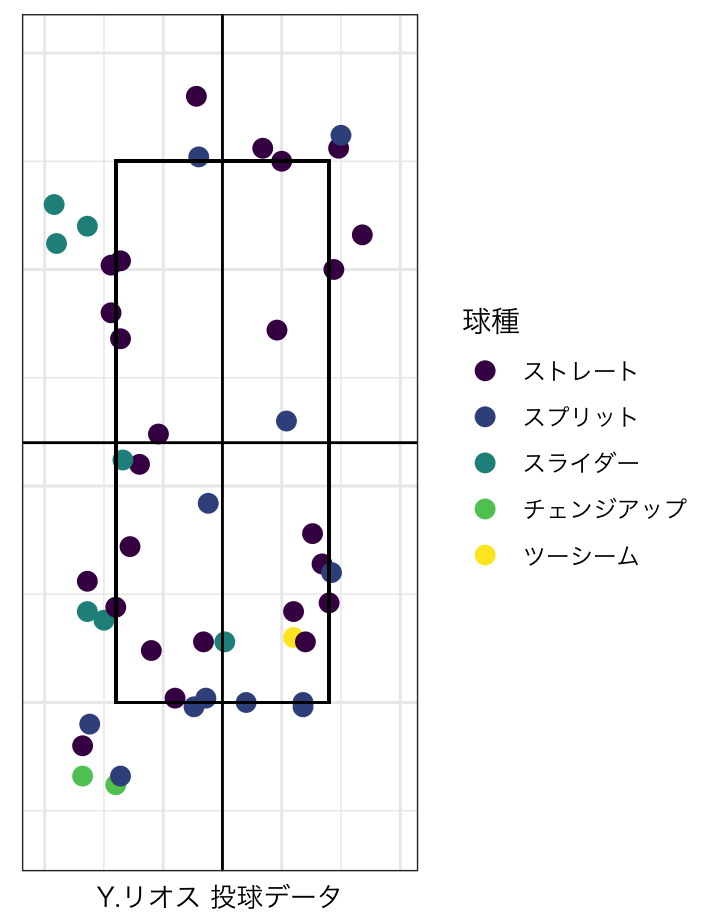 球種
ストレート
スプリット
スライダー
チェンジアップ
ツーシーム
Y.リオス 投球データ